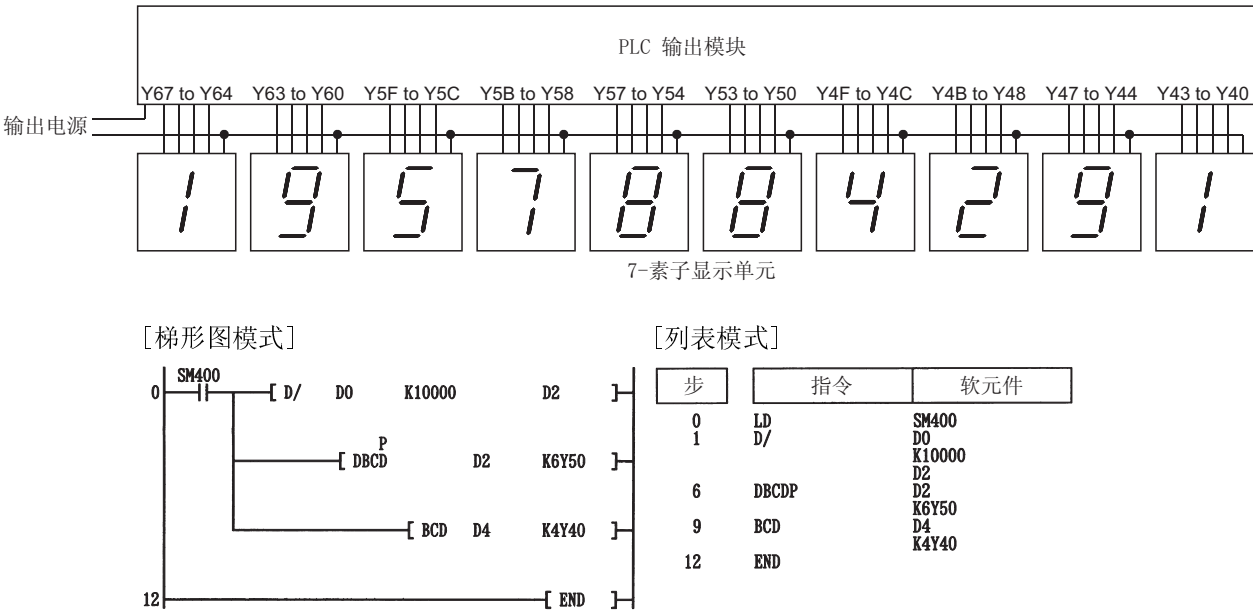 PLC 输出模块
Y67 to Y64 Y63 to Y60 Y5F to Y5C Y5B to Y58 Y57 to Y54 Y53 to Y50 Y4F to Y4C Y4B to Y48 Y47 to Y44 Y43 to Y40
输出电源
1 9 5 7 8 8 4 2 9 1
7-素子显示单元
[梯形图模式]
SM400
0 [ D/ D0 K10000 D2 ]
P
[ DBCD D2 K6Y50 ]
[ BCD D4 K4Y40 ]
12 [ END ]
[列表模式]
步 指令 软元件
0 LD SM400
1 D/ D0
K10000
D2
6 DBCDP D2
K6Y50
9 BCD D4
K4Y40
12 END